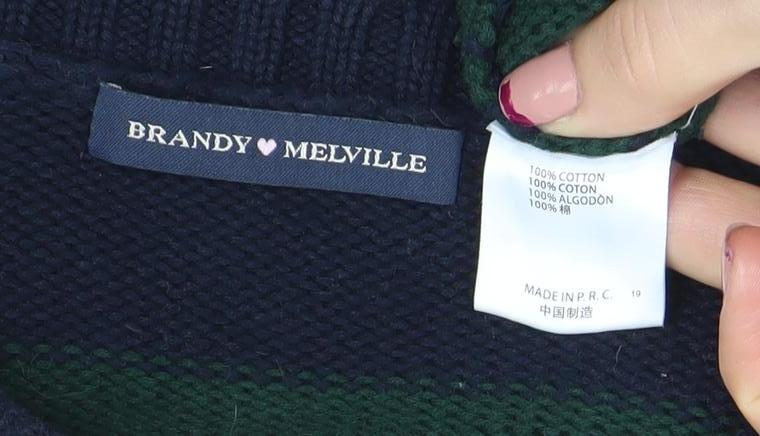 BRANDY MELVILLE
100% COTTON
100% COTON
100% ALGODÓN
100% 棉
MADE IN P. R. C. 19
中国制造